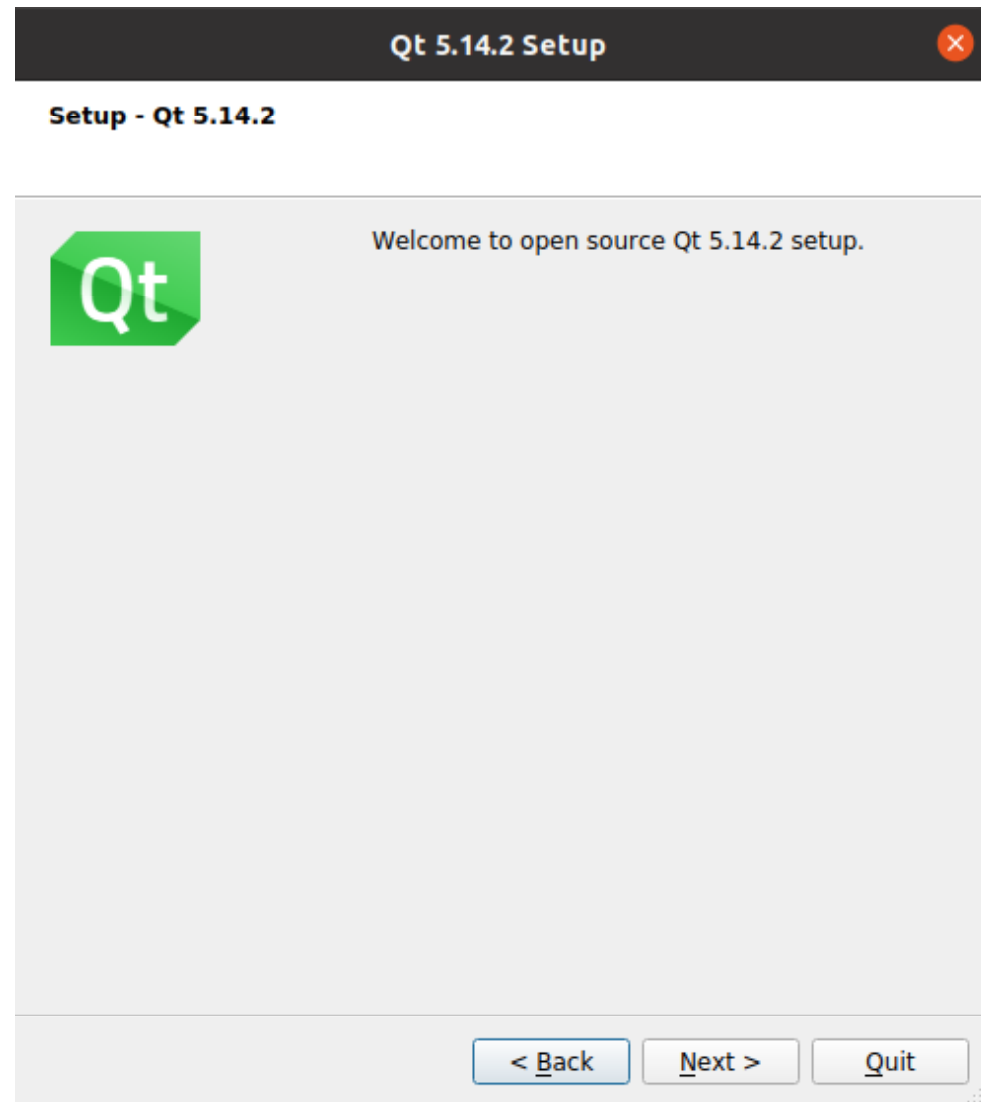 Qt 5.14.2 Setup
Setup - Qt 5.14.2
Qt
Welcome to open source Qt 5.14.2 setup.
< Back
Next >
Quit